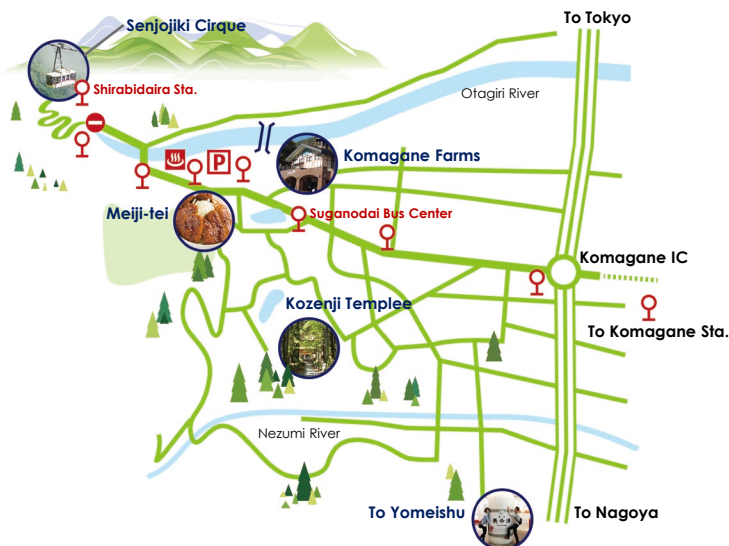 Senjojiki Cirque
To Tokyo
Shirabidaira Sta.
Otagiri River
P
Komagane Farms
Meiji-tei
Suganodai Bus Center
Komagane IC
Kozenji Templee
To Komagane Sta.
Nezumi River
To Yomeishu
To Nagoya